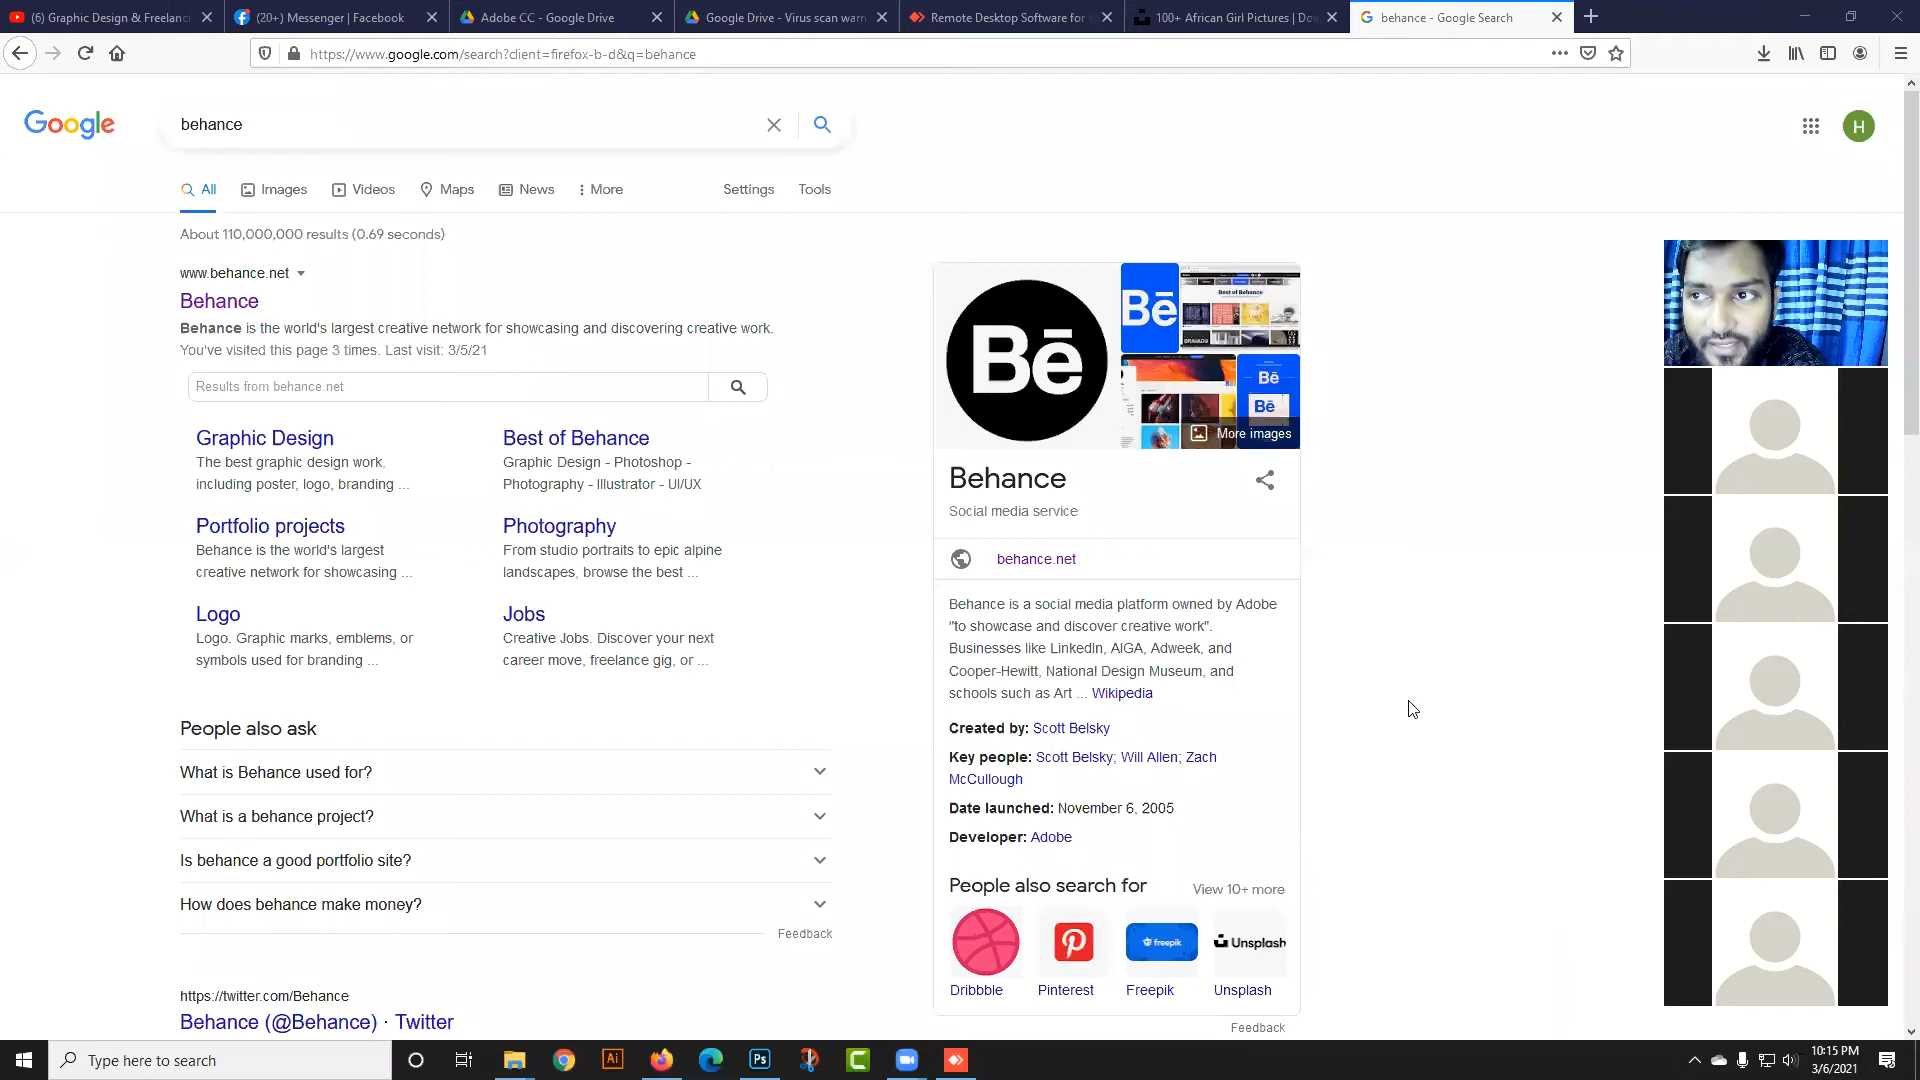 (6) Graphic Design & Freelanc
(20+) Messenger | Facebook
Adobe CC - Google Drive
Google Drive - Virus scan warn
Remote Desktop Software for
100+ African Girl Pictures | Dow
behance - Google Search
https://www.google.com/search?client=firefox-b-d&q=behance
Google
behance
H
All
Images
Videos
Maps
News
More
Settings
Tools
About 110,000,000 results (0.69 seconds)
www.behance.net
Behance
Behance is the world's largest creative network for showcasing and discovering creative work.
You've visited this page 3 times. Last visit: 3/5/21
Results from behance.net
Graphic Design
The best graphic design work,
including poster, logo, branding ...
Best of Behance
Graphic Design - Photoshop -
Photography - Illustrator - UI/UX
Portfolio projects
Behance is the world's largest
creative network for showcasing ...
Photography
From studio portraits to epic alpine
landscapes, browse the best ...
Logo
Logo. Graphic marks, emblems, or
symbols used for branding ...
Jobs
Creative Jobs. Discover your next
career move, freelance gig, or ...
People also ask
What is Behance used for?
What is a behance project?
Is behance a good portfolio site?
How does behance make money?
Feedback
https://twitter.com/Behance
Behance (@Behance) · Twitter
Bē
Bē
Best of Behance
Bē
Bē
More images
Behance
Social media service
behance.net
Behance is a social media platform owned by Adobe
"to showcase and discover creative work".
Businesses like LinkedIn, AIGA, Adweek, and
Cooper-Hewitt, National Design Museum, and
schools such as Art ... Wikipedia
Created by: Scott Belsky
Key people: Scott Belsky; Will Allen; Zach
McCullough
Date launched: November 6, 2005
Developer: Adobe
People also search for
View 10+ more
freepik
Unsplash
Dribbble
Pinterest
Freepik
Unsplash
Feedback
Type here to search
Ai
Ps
10:15 PM
3/6/2021